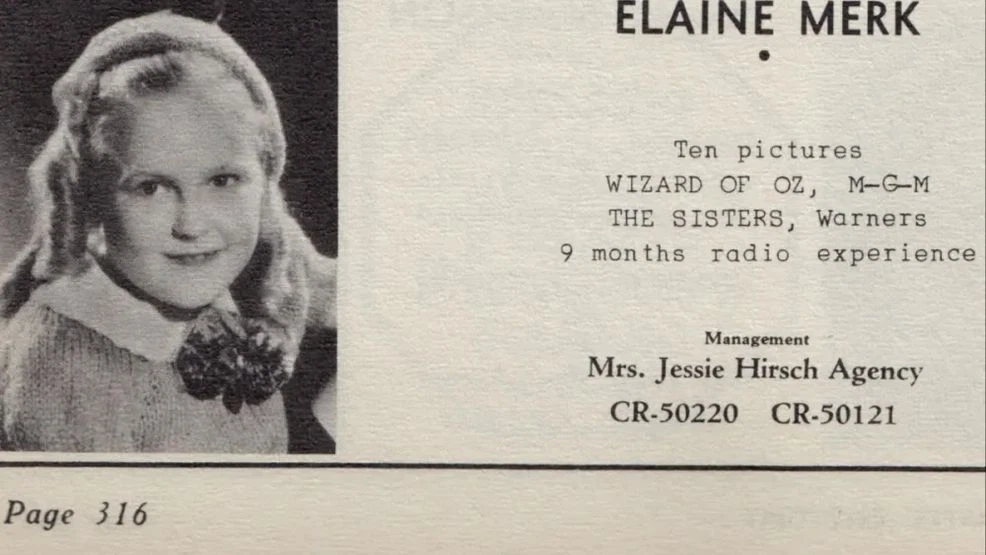 ELAINE MERK
•
Ten pictures
WIZARD OF OZ, M-G-M
THE SISTERS, Warners
9 months radio experience
Management
Mrs. Jessie Hirsch Agency
CR-50220 CR-50121
Page 316